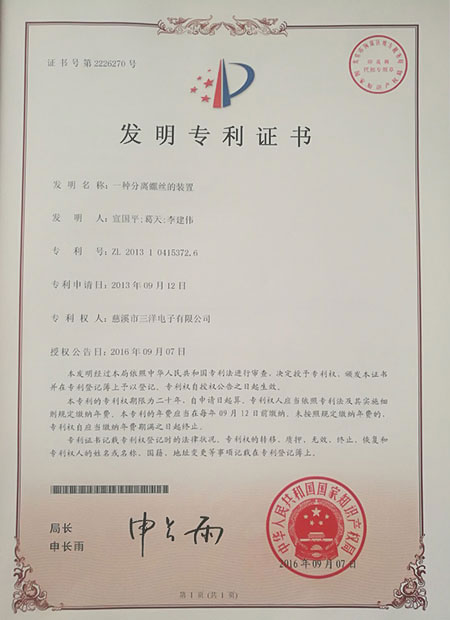 证书号第2226270号
发明专利证书
发 明 名 称：一种分离螺丝的装置
发 明 人：宣国平;葛天;李建伟
专 利 号：ZL 2013 1 0415372.6
专利申请日：2013年09月12日
专 利 权 人：慈溪市三洋电子有限公司
授权公告日：2016年09月07日
本发明经过本局依照中华人民共和国专利法进行审查，决定授予专利权，颁发本证书
并在专利登记簿上予以登记。专利权自授权公告之日起生效。
本专利的专利权期限为二十年，自申请日起算。专利权人应当依照专利法及其实施细
则规定缴纳年费。本专利的年费应当在每年09月12日前缴纳。未按照规定缴纳年费的，
专利权自应当缴纳年费期满之日起终止。
专利证书记载专利权登记时的法律状况。专利权的转移、质押、无效、终止、恢复和
专利权人的姓名或名称、国籍、地址变更等事项记载在专利登记簿上。
局长
申长雨
申长雨
中华人民共和国国家知识产权局
2016年09月07日
第1页（共1页）